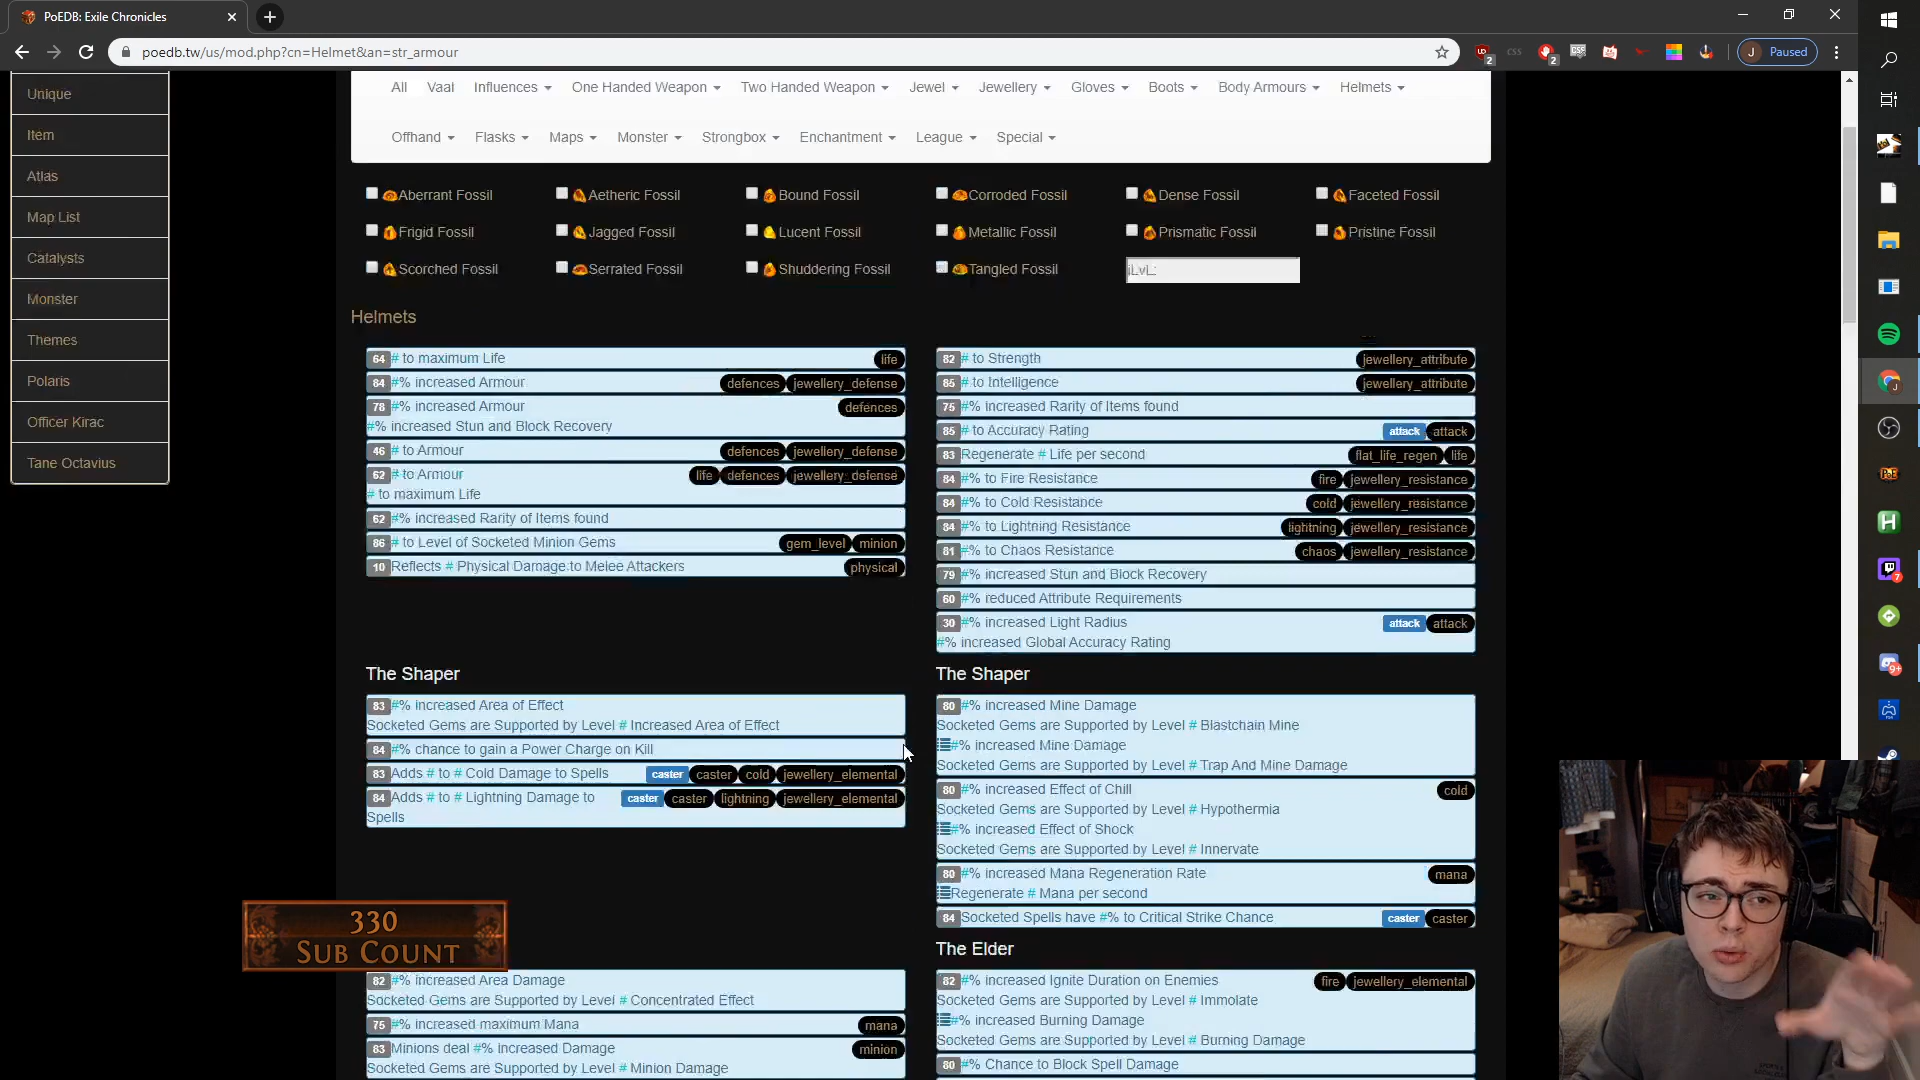 PoEDB: Exile Chronicles
poedb.tw/us/mod.php?cn=Helmet&an=str_armour
J Paused
Unique
Item
Atlas
Map List
Catalysts
Monster
Themes
Polaris
Officer Kirac
Tane Octavius
All Vaal Influences One Handed Weapon Two Handed Weapon Jewel Jewellery Gloves Boots Body Armours Helmets
Offhand Flasks Maps Monster Strongbox Enchantment League Special
Aberrant Fossil Aetheric Fossil Bound Fossil Corroded Fossil Dense Fossil Faceted Fossil
Frigid Fossil Jagged Fossil Lucent Fossil Metallic Fossil Prismatic Fossil Pristine Fossil
Scorched Fossil Serrated Fossil Shuddering Fossil Tangled Fossil iLvL:
Helmets
64 # to maximum Life life
84 #% increased Armour defences jewellery_defense
78 #% increased Armour defences
#% increased Stun and Block Recovery
46 # to Armour defences jewellery_defense
62 # to Armour life defences jewellery_defense
# to maximum Life
62 #% increased Rarity of Items found
86 # to Level of Socketed Minion Gems gem_level minion
10 Reflects # Physical Damage to Melee Attackers physical
82 # to Strength jewellery_attribute
85 # to Intelligence jewellery_attribute
75 #% increased Rarity of Items found
85 # to Accuracy Rating attack attack
83 Regenerate # Life per second flat_life_regen life
84 #% to Fire Resistance fire jewellery_resistance
84 #% to Cold Resistance cold jewellery_resistance
84 #% to Lightning Resistance lightning jewellery_resistance
81 #% to Chaos Resistance chaos jewellery_resistance
79 #% increased Stun and Block Recovery
60 #% reduced Attribute Requirements
30 #% increased Light Radius attack attack
#% increased Global Accuracy Rating
The Shaper
83 #% increased Area of Effect
Socketed Gems are Supported by Level # Increased Area of Effect
84 #% chance to gain a Power Charge on Kill
83 Adds # to # Cold Damage to Spells caster caster cold jewellery_elemental
84 Adds # to # Lightning Damage to caster caster lightning jewellery_elemental
Spells
The Shaper
80 #% increased Mine Damage
Socketed Gems are Supported by Level # Blastchain Mine
#% increased Mine Damage
Socketed Gems are Supported by Level # Trap And Mine Damage
80 #% increased Effect of Chill cold
Socketed Gems are Supported by Level # Hypothermia
#% increased Effect of Shock
Socketed Gems are Supported by Level # Innervate
80 #% increased Mana Regeneration Rate mana
Regenerate # Mana per second
84 Socketed Spells have #% to Critical Strike Chance caster caster
330
Sub Count
82 #% increased Area Damage
Socketed Gems are Supported by Level # Concentrated Effect
75 #% increased maximum Mana mana
83 Minions deal #% increased Damage minion
Socketed Gems are Supported by Level # Minion Damage
The Elder
82 #% increased Ignite Duration on Enemies fire jewellery_elemental
Socketed Gems are Supported by Level # Immolate
#% increased Burning Damage
Socketed Gems are Supported by Level # Burning Damage
80 #% Chance to Block Spell Damage